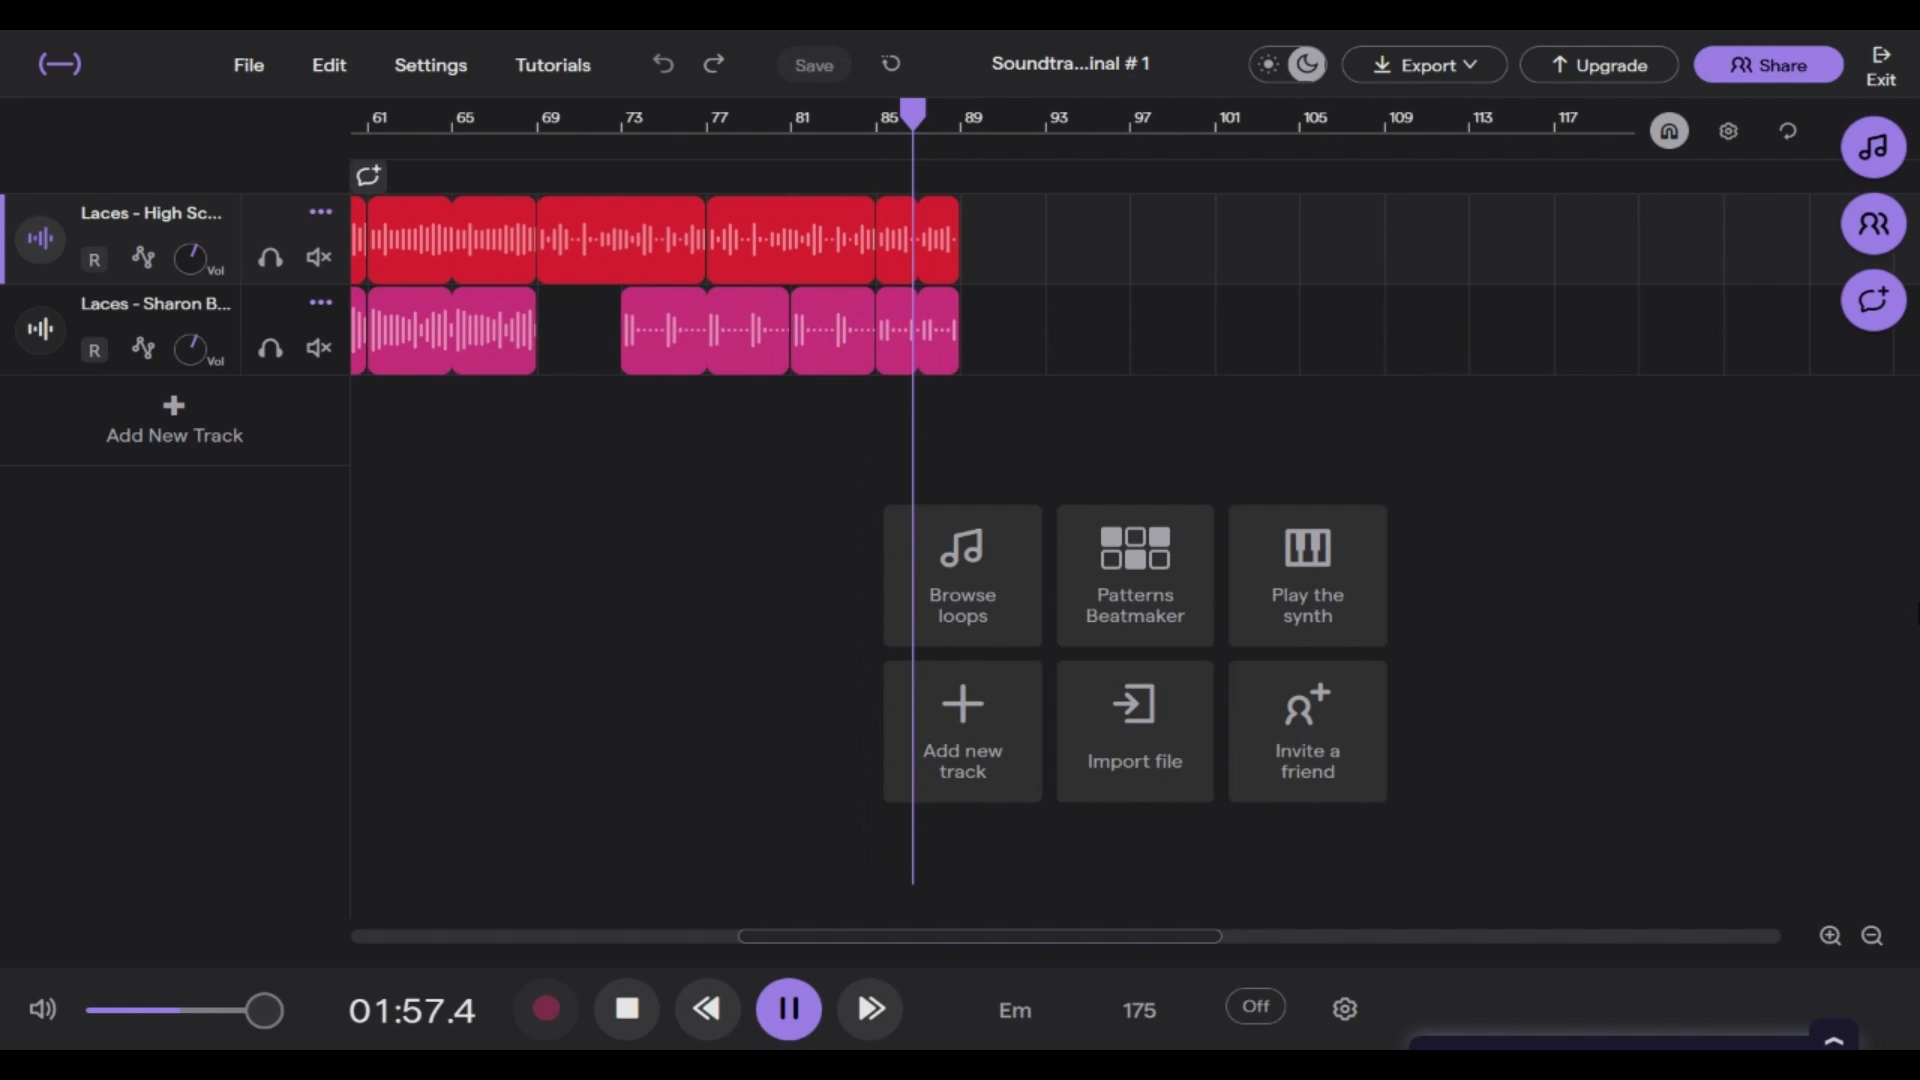 File Edit Settings Tutorials Save Soundtra...inal # 1 Export Upgrade Share Exit
61 65 69 73 77 81 85 89 93 97 101 105 109 113 117
Laces - High Sc...
R Vol
Laces - Sharon B...
R Vol
Add New Track
Browse
loops
Patterns
Beatmaker
Play the
synth
Add new
track
Import file
Invite a
friend
01:57.4 Em 175 Off